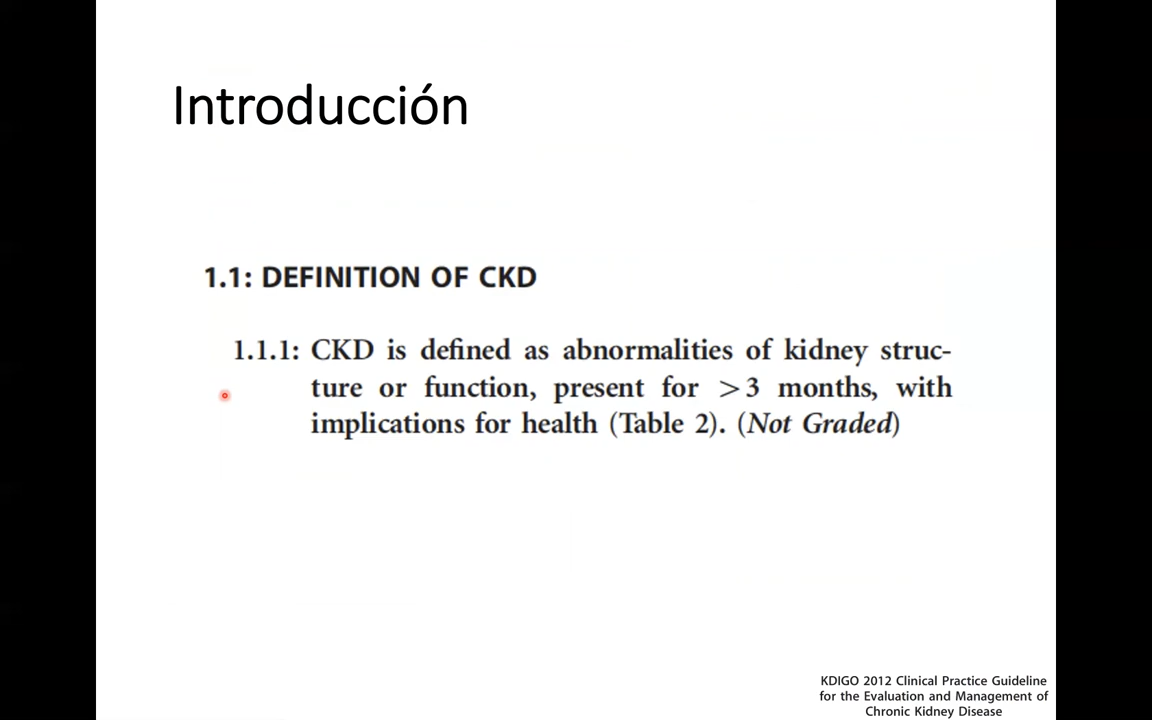 Introducción
1.1: DEFINITION OF CKD
1.1.1: CKD is defined as abnormalities of kidney struc-
ture or function, present for >3 months, with
implications for health (Table 2). (Not Graded)
KDIGO 2012 Clinical Practice Guideline
for the Evaluation and Management of
Chronic Kidney Disease